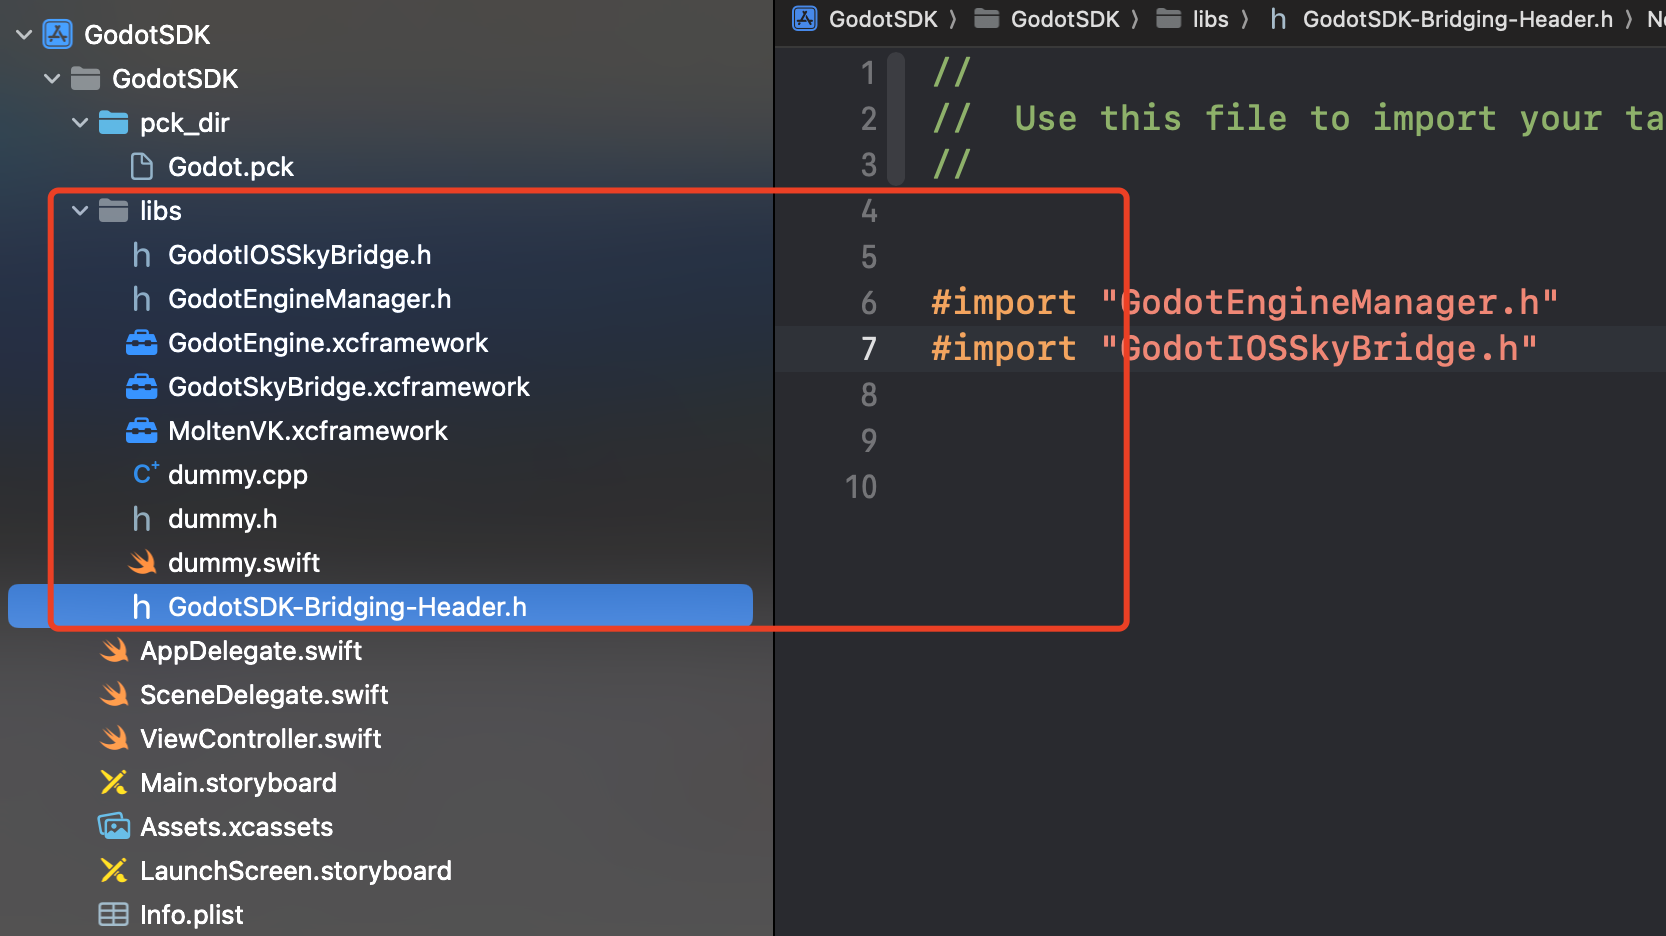 GodotSDK
GodotSDK
pck_dir
Godot.pck
libs
GodotIOSSkyBridge.h
GodotEngineManager.h
GodotEngine.xcframework
GodotSkyBridge.xcframework
MoltenVK.xcframework
dummy.cpp
dummy.h
dummy.swift
GodotSDK-Bridging-Header.h
AppDelegate.swift
SceneDelegate.swift
ViewController.swift
Main.storyboard
Assets.xcassets
LaunchScreen.storyboard
Info.plist
GodotSDK 〉 GodotSDK 〉 libs 〉 h GodotSDK-Bridging-Header.h 〉
1 //
2 //  Use this file to import your
3 //
4
5
6 #import "GodotEngineManager.h"
7 #import "GodotIOSSkyBridge.h"
8
9
10